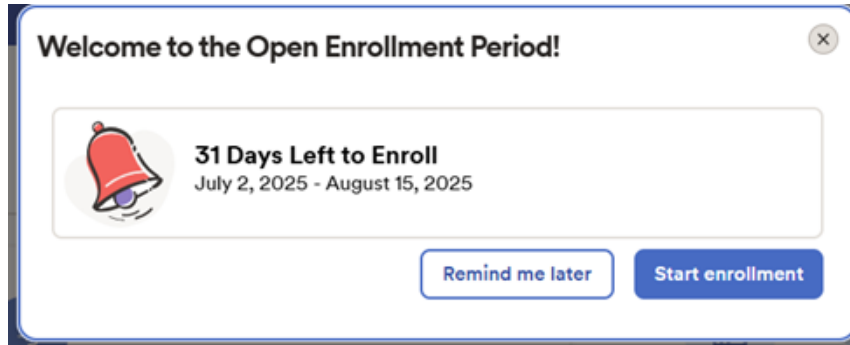 Welcome to the Open Enrollment Period!
31 Days Left to Enroll
July 2, 2025 - August 15, 2025
Remind me later
Start enrollment